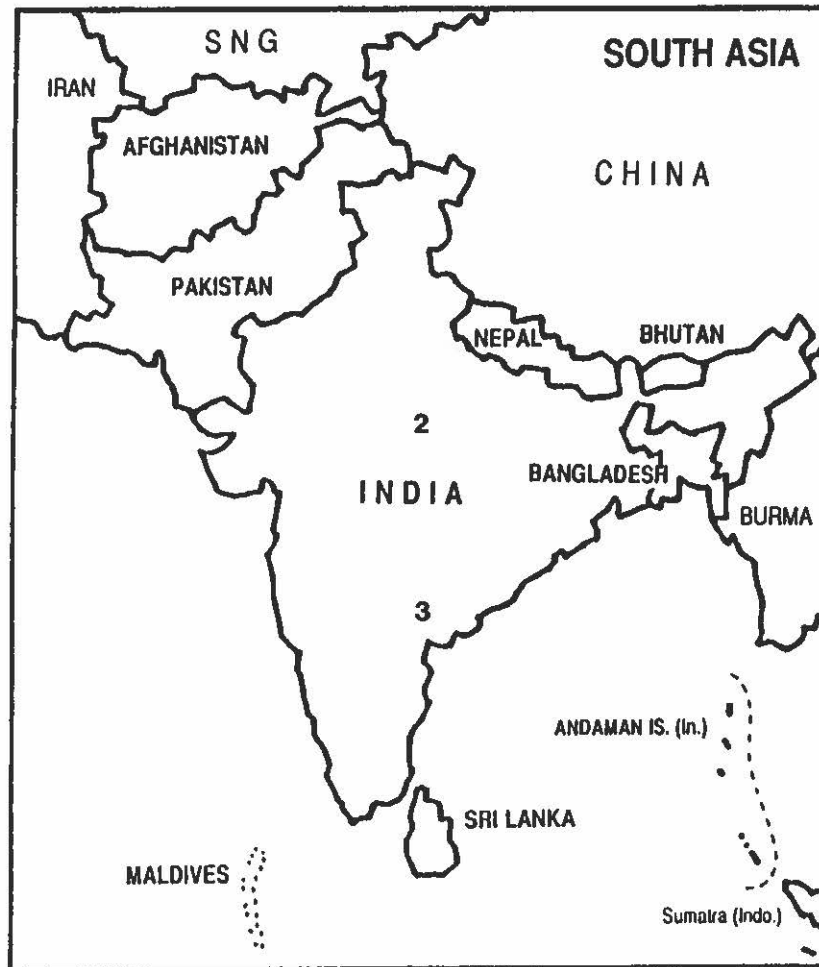 SNG
SOUTH ASIA
IRAN
AFGHANISTAN
CHINA
PAKISTAN
NEPAL
BHUTAN
2
BANGLADESH
INDIA
BURMA
3
ANDAMAN IS. (In.)
SRI LANKA
MALDIVES
Sumatra (Indo.)